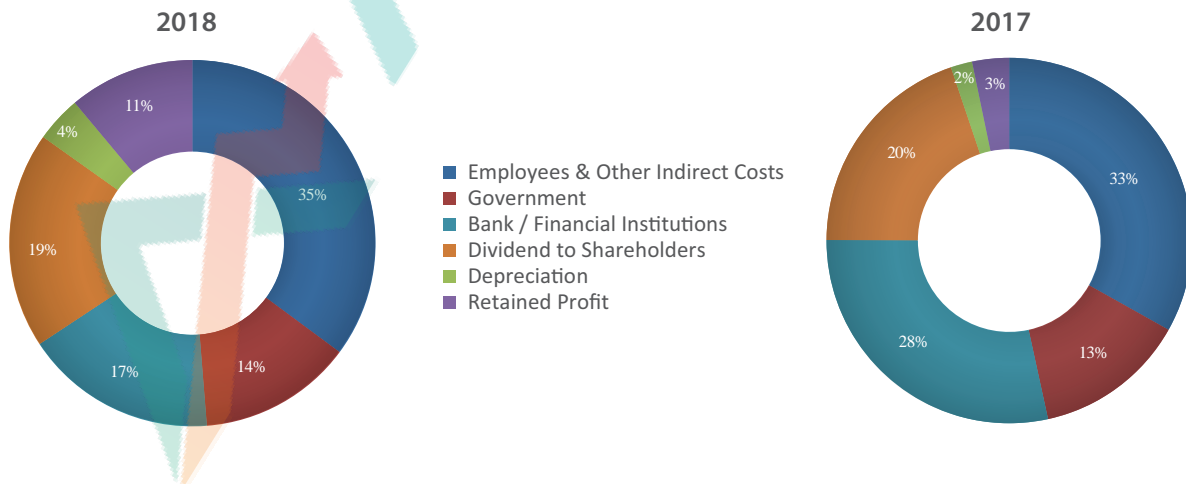 2018
11%
4%
35%
19%
17%
14%
Employees & Other Indirect Costs
Government
Bank / Financial Institutions
Dividend to Shareholders
Depreciation
Retained Profit
2017
2%
3%
20%
33%
28%
13%